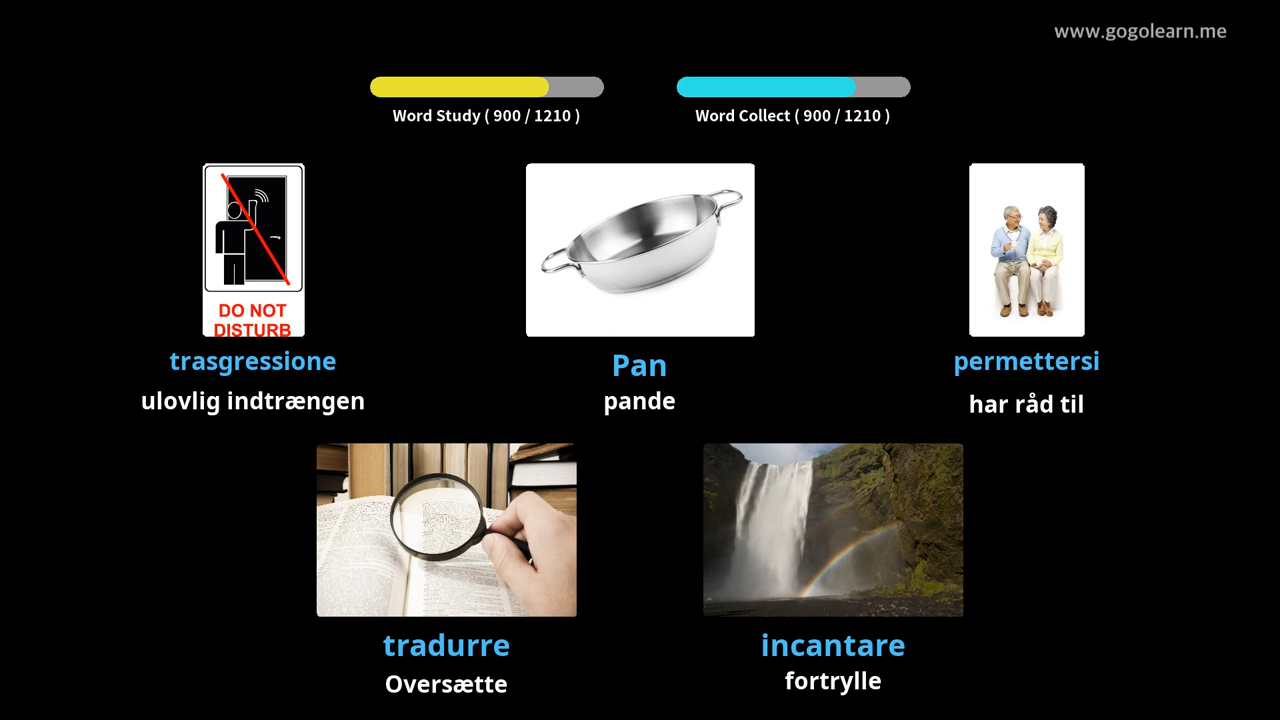 www.gogolearn.me
Word Study ( 900 / 1210 )
Word Collect ( 900 / 1210 )
DO NOT
DISTURB
trasgressione
ulovlig indtrængen
Pan
pande
permettersi
har råd til
tradurre
Oversætte
incantare
fortrylle